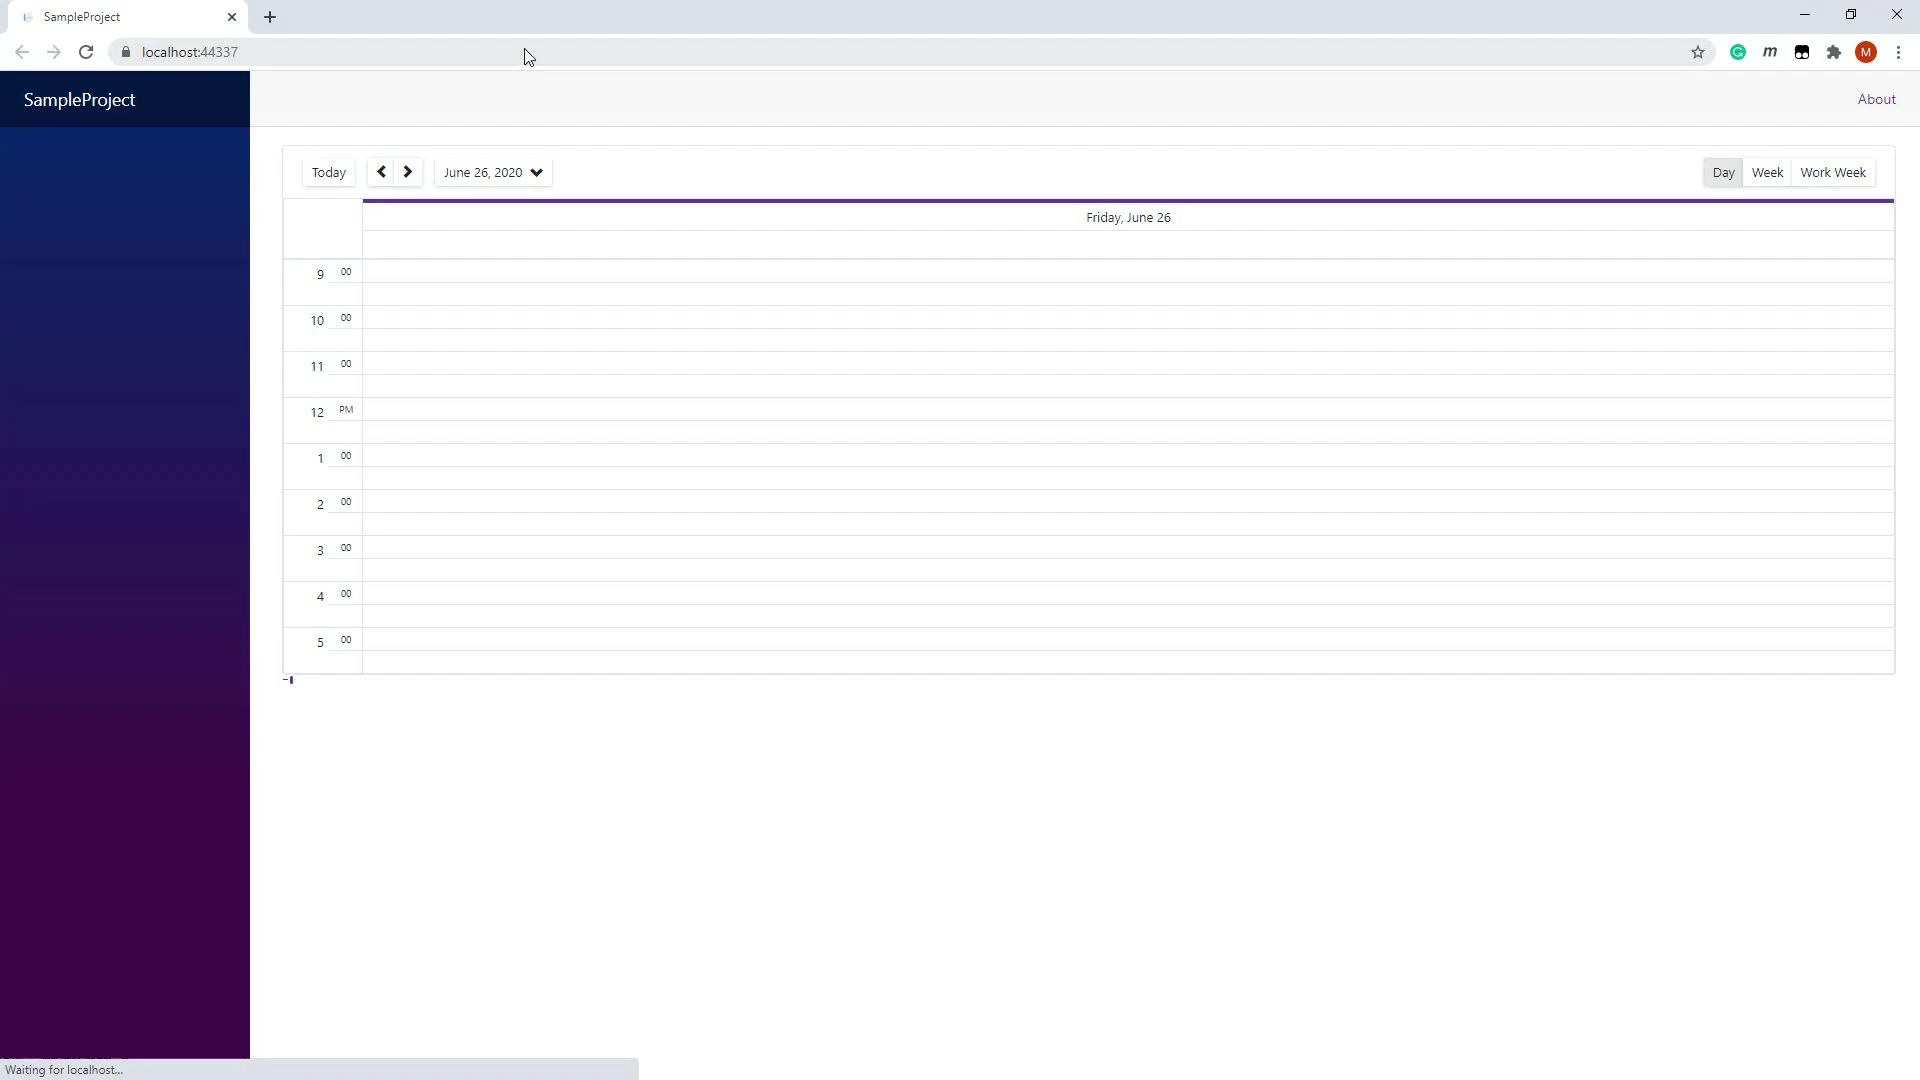 SampleProject
localhost:44337
M
SampleProject
About
Today
June 26, 2020
Day Week Work Week
Friday, June 26
9 00
10 00
11 00
12 PM
1 00
2 00
3 00
4 00
5 00
Waiting for localhost...